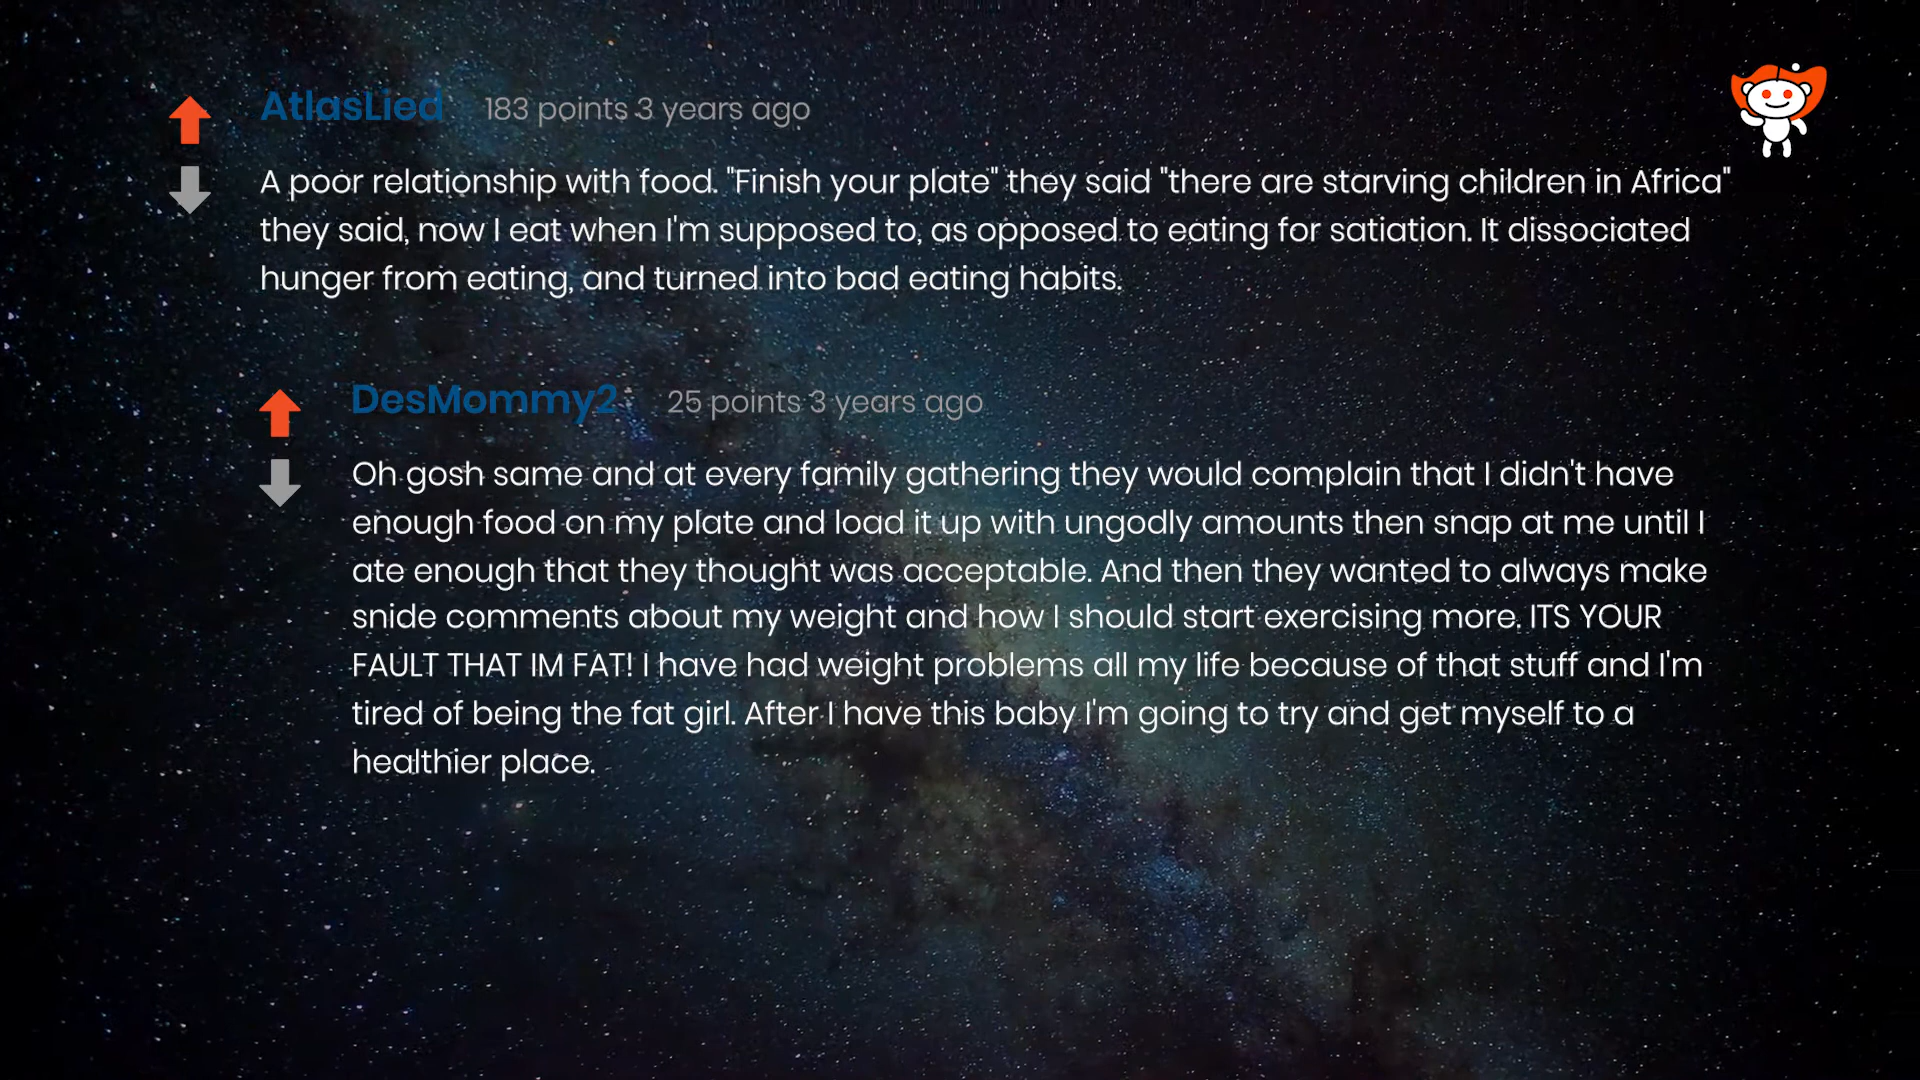 AtlasLied 183 points 3 years ago
A poor relationship with food. "Finish your plate" they said "there are starving children in Africa"
they said, now I eat when I'm supposed to, as opposed to eating for satiation. It dissociated
hunger from eating, and turned into bad eating habits.
DesMommy2 25 points 3 years ago
Oh gosh same and at every family gathering they would complain that I didn't have
enough food on my plate and load it up with ungodly amounts then snap at me until I
ate enough that they thought was acceptable. And then they wanted to always make
snide comments about my weight and how I should start exercising more. ITS YOUR
FAULT THAT IM FAT! I have had weight problems all my life because of that stuff and I'm
tired of being the fat girl. After I have this baby I'm going to try and get myself to a
healthier place.